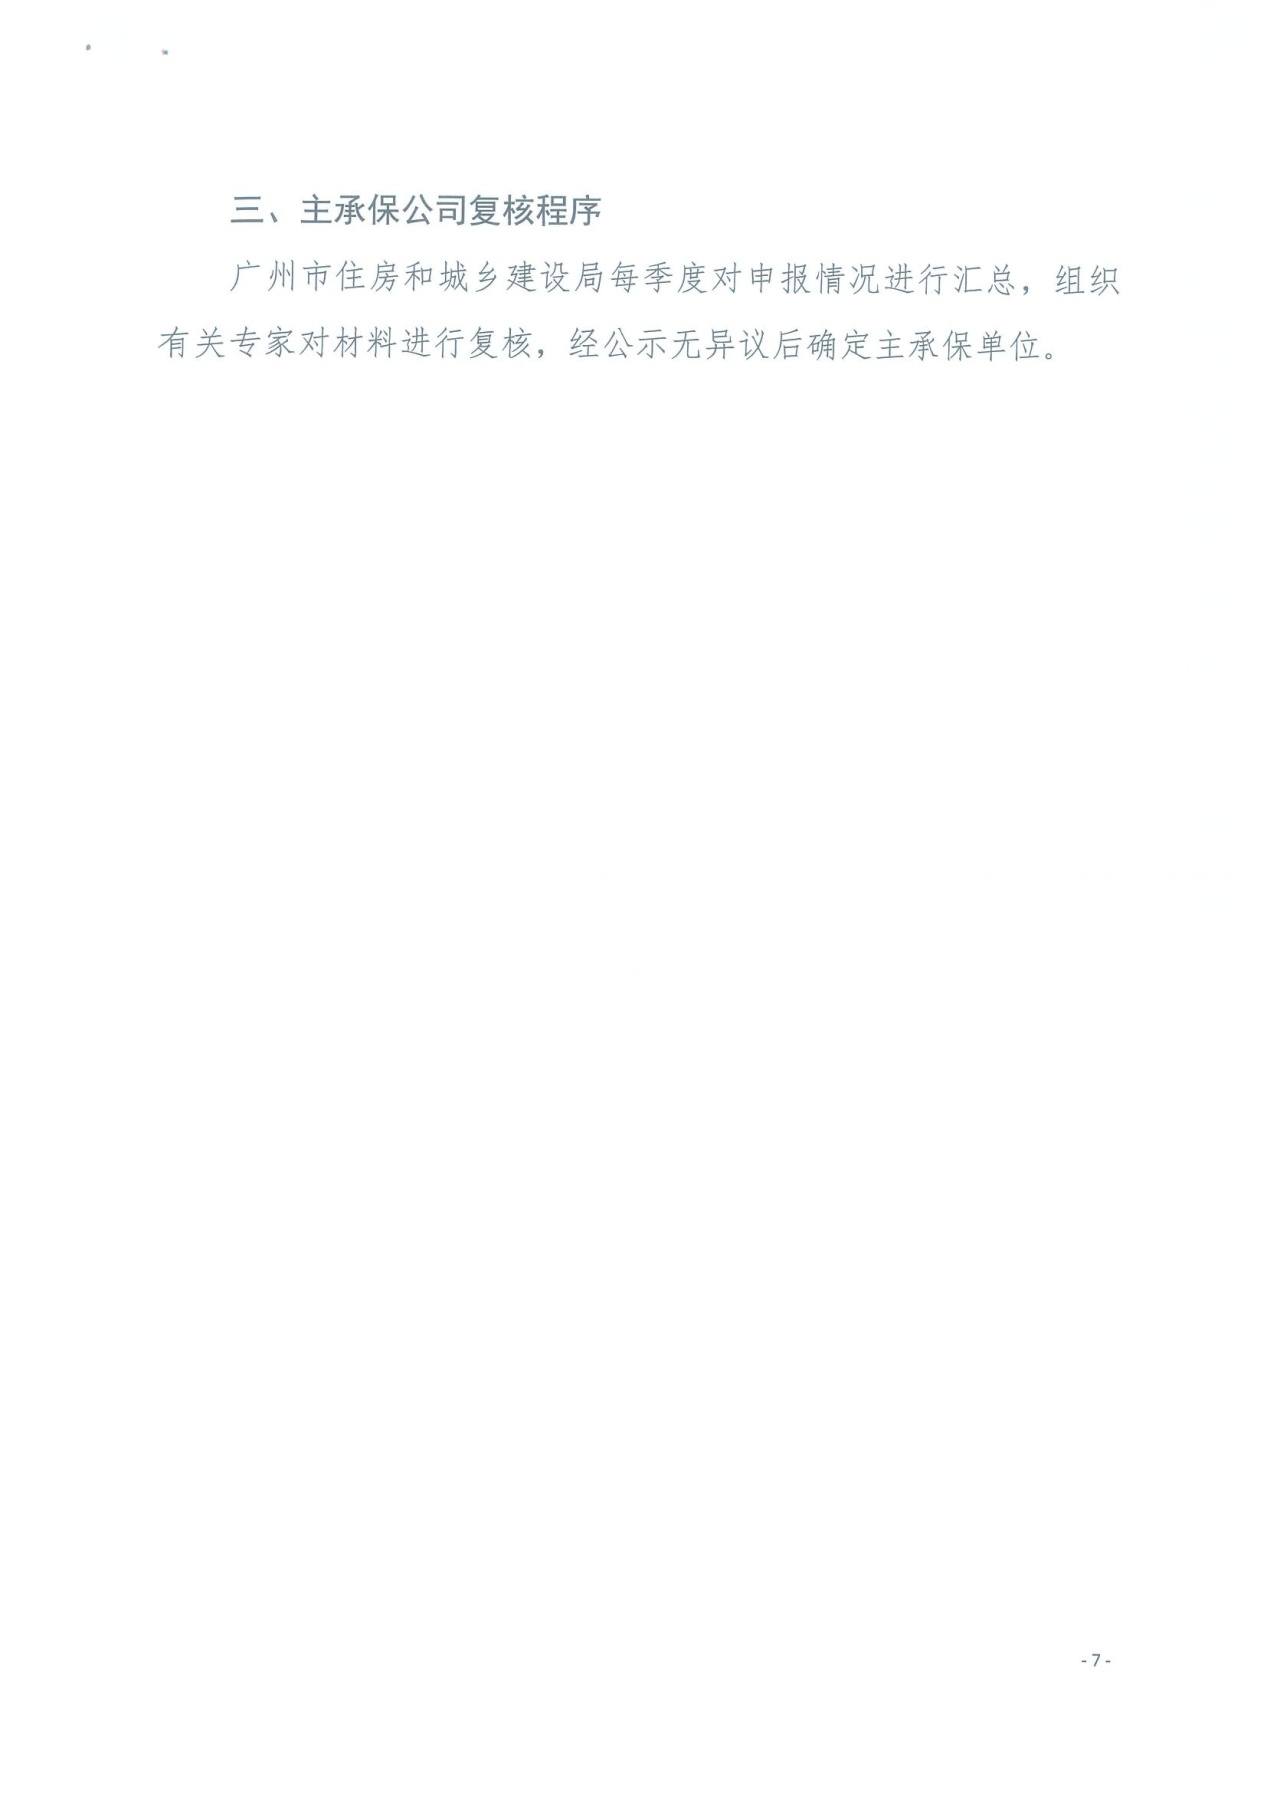 三、主承保公司复核程序
广州市住房和城乡建设局每季度对申报情况进行汇总，组织
有关专家对材料进行复核，经公示无异议后确定主承保单位。
- 7 -